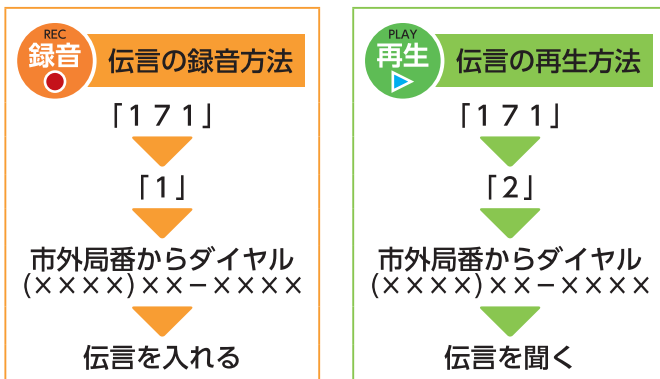 REC
録音
伝言の録音方法
「171」
「1」
市外局番からダイヤル
(××××)××−××××
伝言を入れる
PLAY
再生
伝言の再生方法
「171」
「2」
市外局番からダイヤル
(××××)××−××××
伝言を聞く